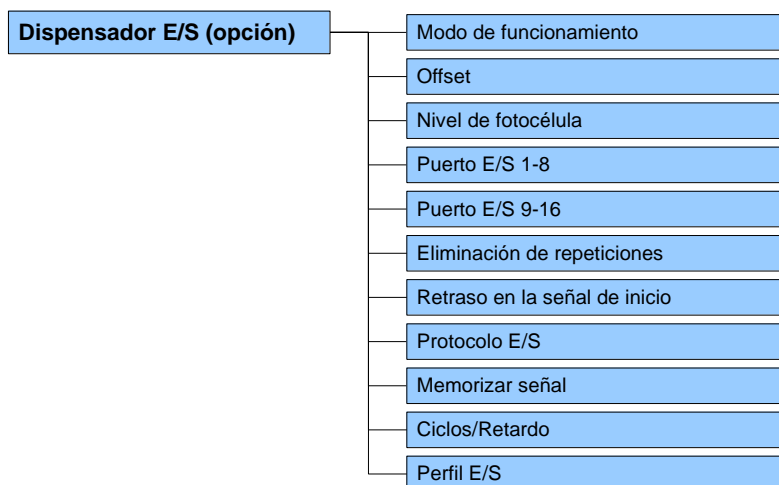 Dispensador E/S (opción)
Modo de funcionamiento
Offset
Nivel de fotocélula
Puerto E/S 1-8
Puerto E/S 9-16
Eliminación de repeticiones
Retraso en la señal de inicio
Protocolo E/S
Memorizar señal
Ciclos/Retardo
Perfil E/S